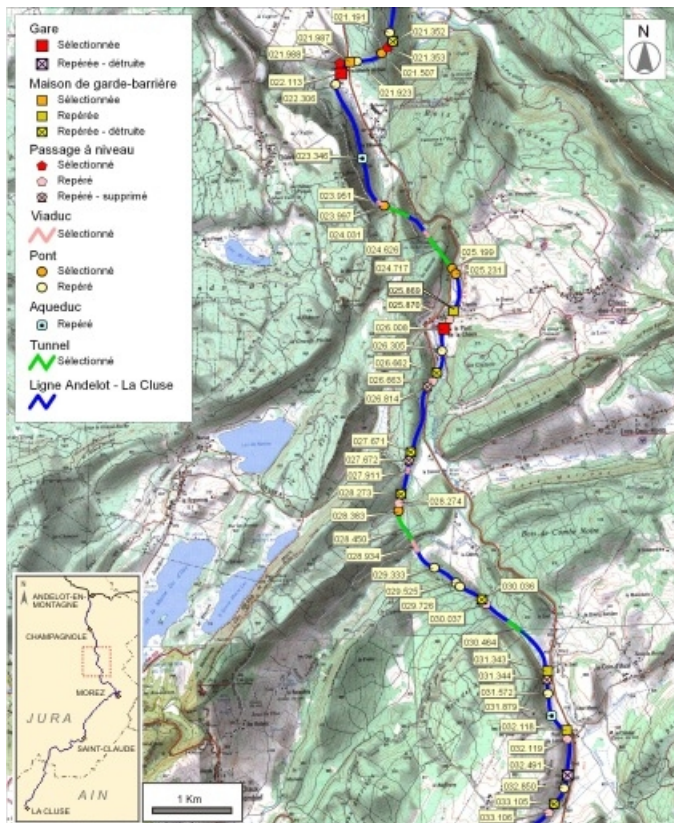 Gare
Sélectionnée
Repérée - détruite
Maison de garde-barrière
Sélectionnée
Repérée
Repérée - détruite
Passage à niveau
Sélectionné
Repéré
Repéré - supprimé
Viaduc
Sélectionné
Pont
Sélectionné
Repéré
Aqueduc
Repéré
Tunnel
Sélectionné
Ligne Andelot - La Cluse
N
021.191
021.987
021.352
021.988
021.353
021.507
022.113
021.923
022.306
023.346
023.951
023.997
024.031
024.626
025.199
024.717
025.231
025.869
025.870
026.006
026.305
026.662
026.663
026.814
027.671
027.672
027.911
028.273
028.274
028.383
028.450
028.934
029.333
030.036
029.525
029.726
030.037
030.464
031.343
031.344
031.572
031.879
032.118
032.119
032.491
032.850
033.105
033.106
N
ANDELOT-EN-
MONTAGNE
CHAMPAGNOLE
MOREZ
JURA
SAINT-CLAUDE
AIN
LA CLUSE
1 Km